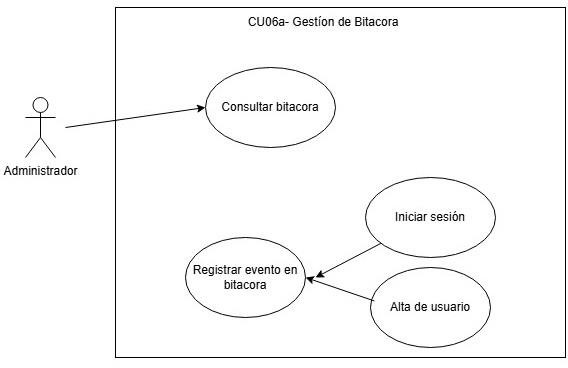 CU06a- Gestíon de Bitacora
Consultar bitacora
Administrador
Iniciar sesión
Registrar evento en
bitacora
Alta de usuario